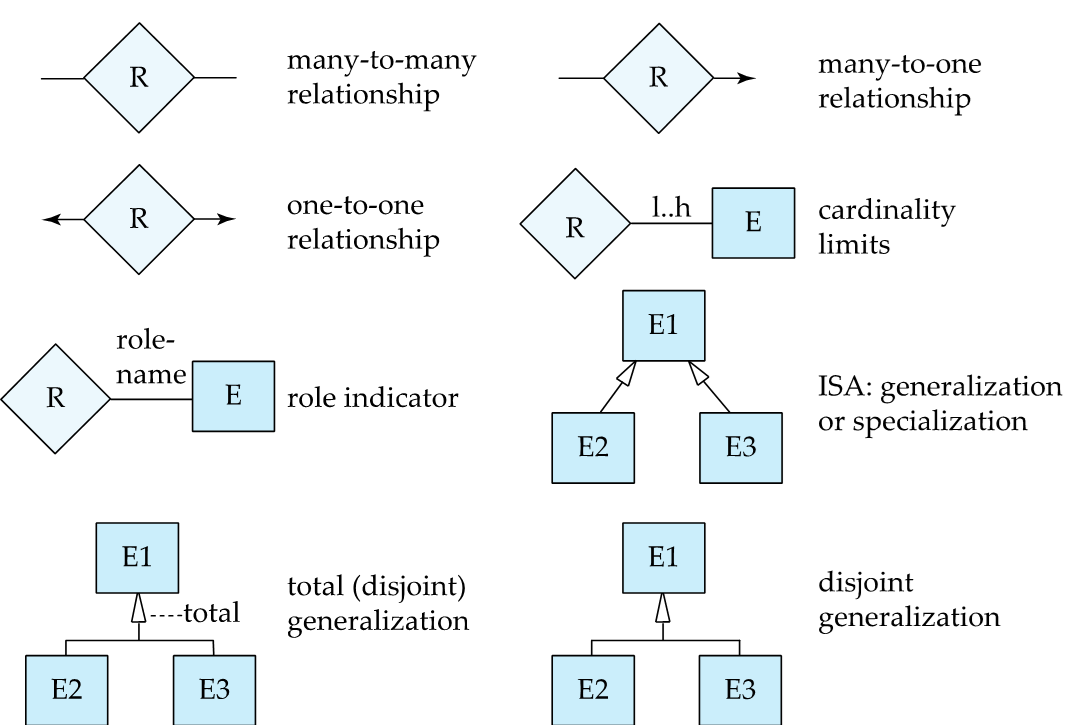 R
many-to-many
relationship
R
many-to-one
relationship
R
one-to-one
relationship
R
l..h
E
cardinality
limits
R
role-
name
E
role indicator
E1
E2
E3
ISA: generalization
or specialization
E1
total
E2
E3
total (disjoint)
generalization
E1
E2
E3
disjoint
generalization